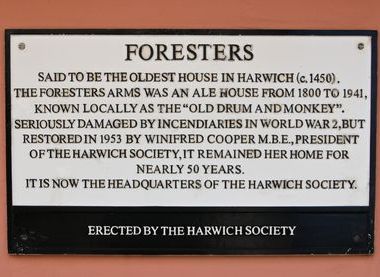 FORESTERS
SAID TO BE THE OLDEST HOUSE IN HARWICH (c.1450).
THE FORESTERS ARMS WAS AN ALE HOUSE FROM 1800 TO 1941,
KNOWN LOCALLY AS THE "OLD DRUM AND MONKEY".
SERIOUSLY DAMAGED BY INCENDIARIES IN WORLD WAR 2, BUT
RESTORED IN 1953 BY WINIFRED COOPER M.B.E., PRESIDENT
OF THE HARWICH SOCIETY, IT REMAINED HER HOME FOR
NEARLY 50 YEARS.
IT IS NOW THE HEADQUARTERS OF THE HARWICH SOCIETY.
ERECTED BY THE HARWICH SOCIETY